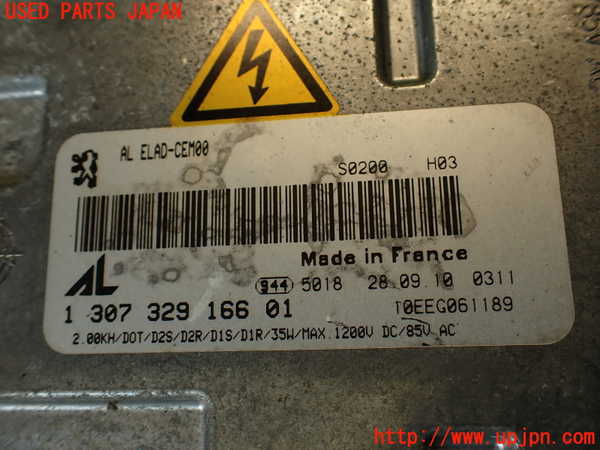 USED PARTS JAPAN
AL ELAD-CEM00
S0200 H03
Made in France
AL
944 5018 28.09.10 0311
1 307 329 166 01
T0EEG061189
2.00KH/DOT/D2S/D2R/D1S/D1R/35W/MAX.1200V DC/85V AC
http://www.upjpn.com/